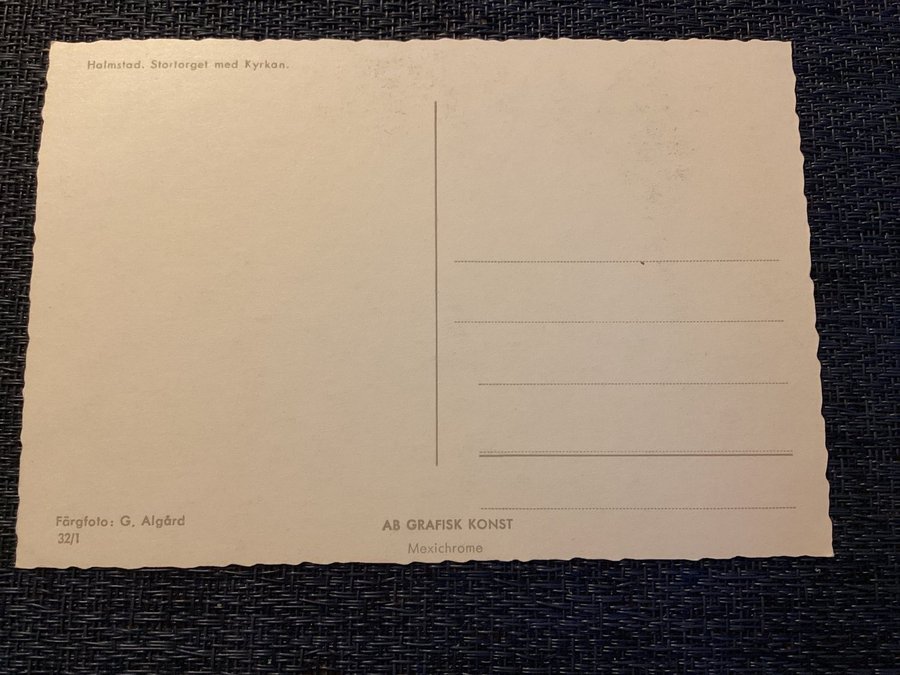 Halmstad. Stortorget med Kyrkan.
Färgfoto: G. Algård
32/1
AB GRAFISK KONST
Mexichrome